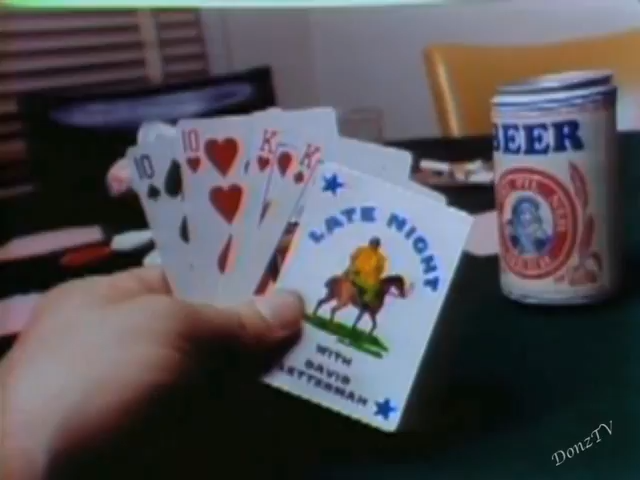 10
10
K
K
LATE NIGHT
WITH
DAVID
LETTERMAN
BEER
DonzTV